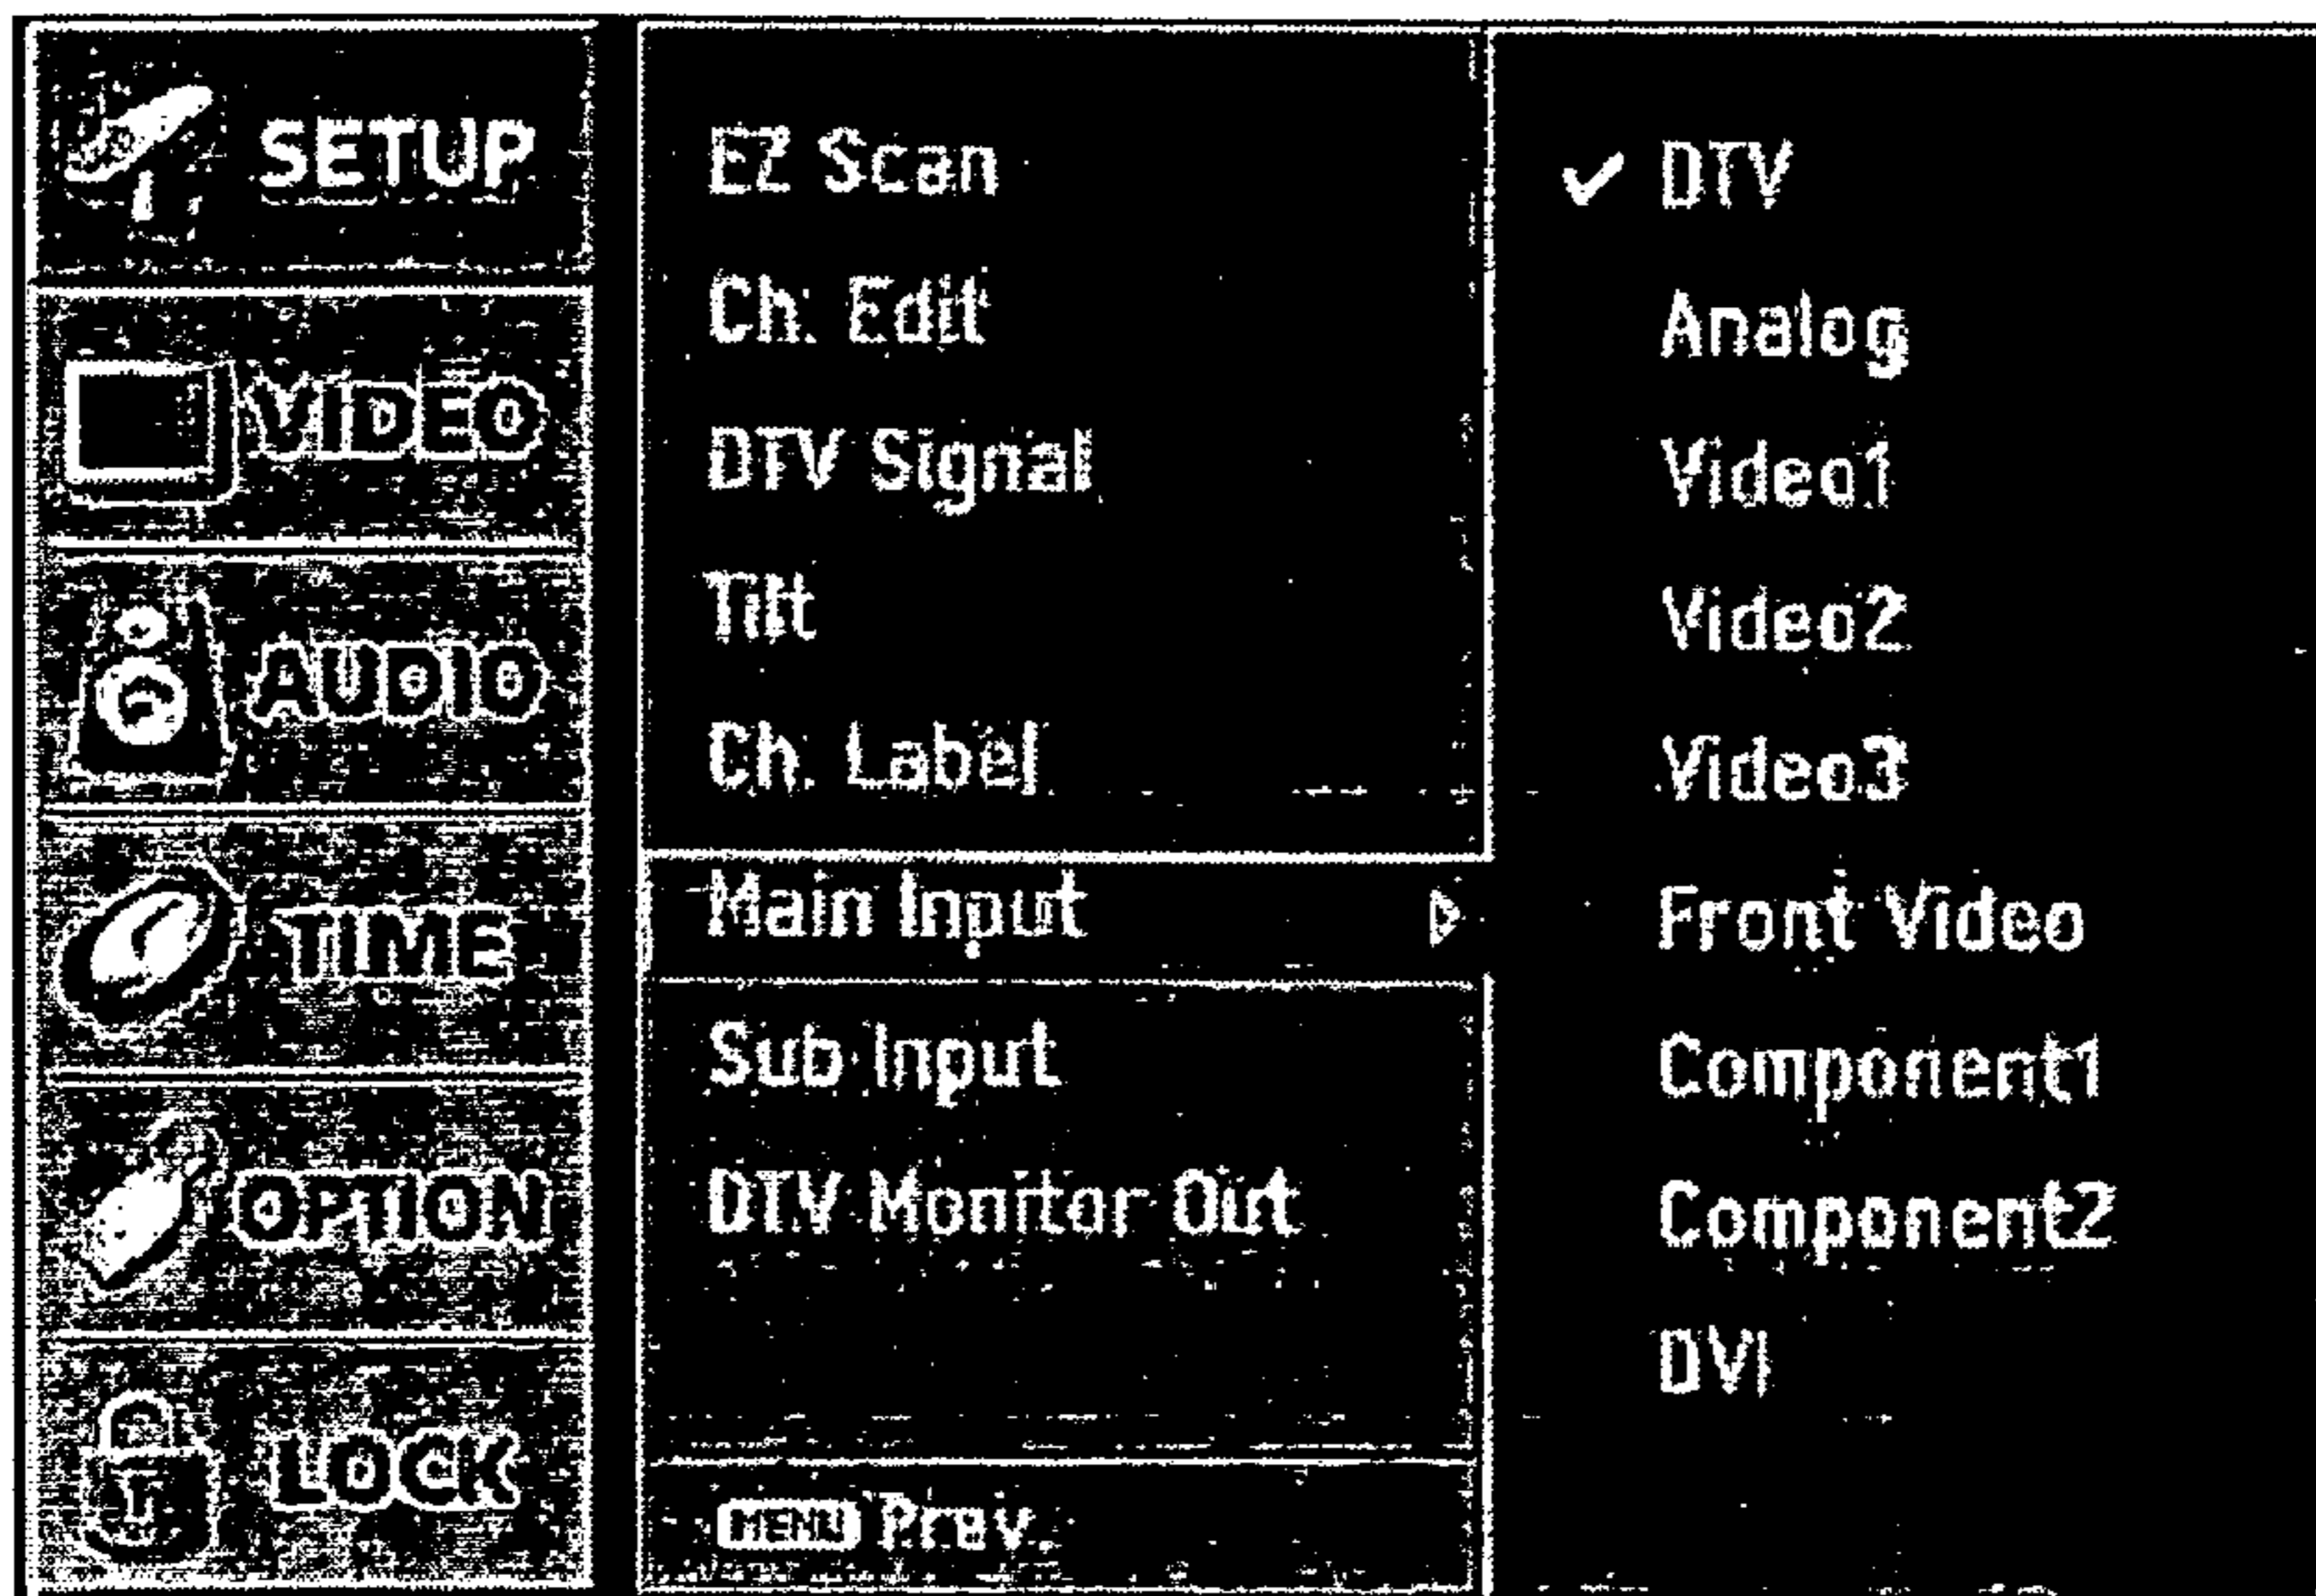 SETUP
VIDEO
AUDIO
TIME
OPTION
LOCK
EZ Scan
Ch. Edit
DTV Signal
Tilt
Ch. Label
Main Input
Sub Input
DTV Monitor Out
MENU Prev.
✔ DTV
Analog
Video1
Video2
Video3
Front Video
Component1
Component2
DVI